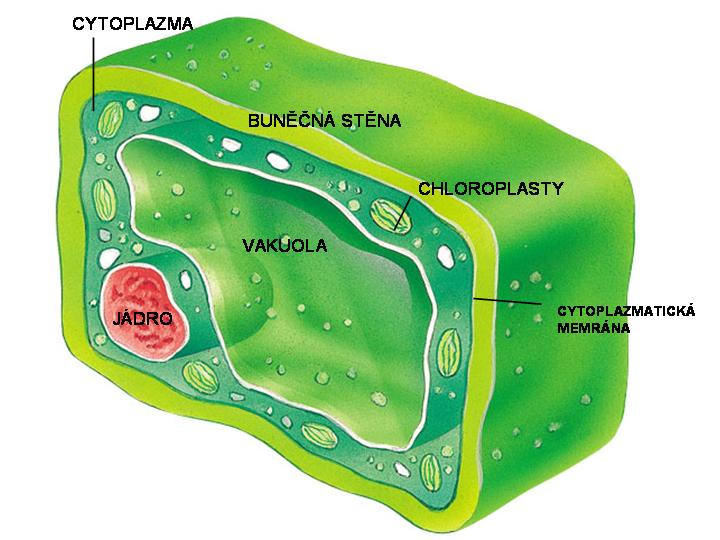 CYTOPLAZMA
BUNĚČNÁ STĚNA
CHLOROPLASTY
VAKUOLA
JÁDRO
CYTOPLAZMATICKÁ
MEMRÁNA